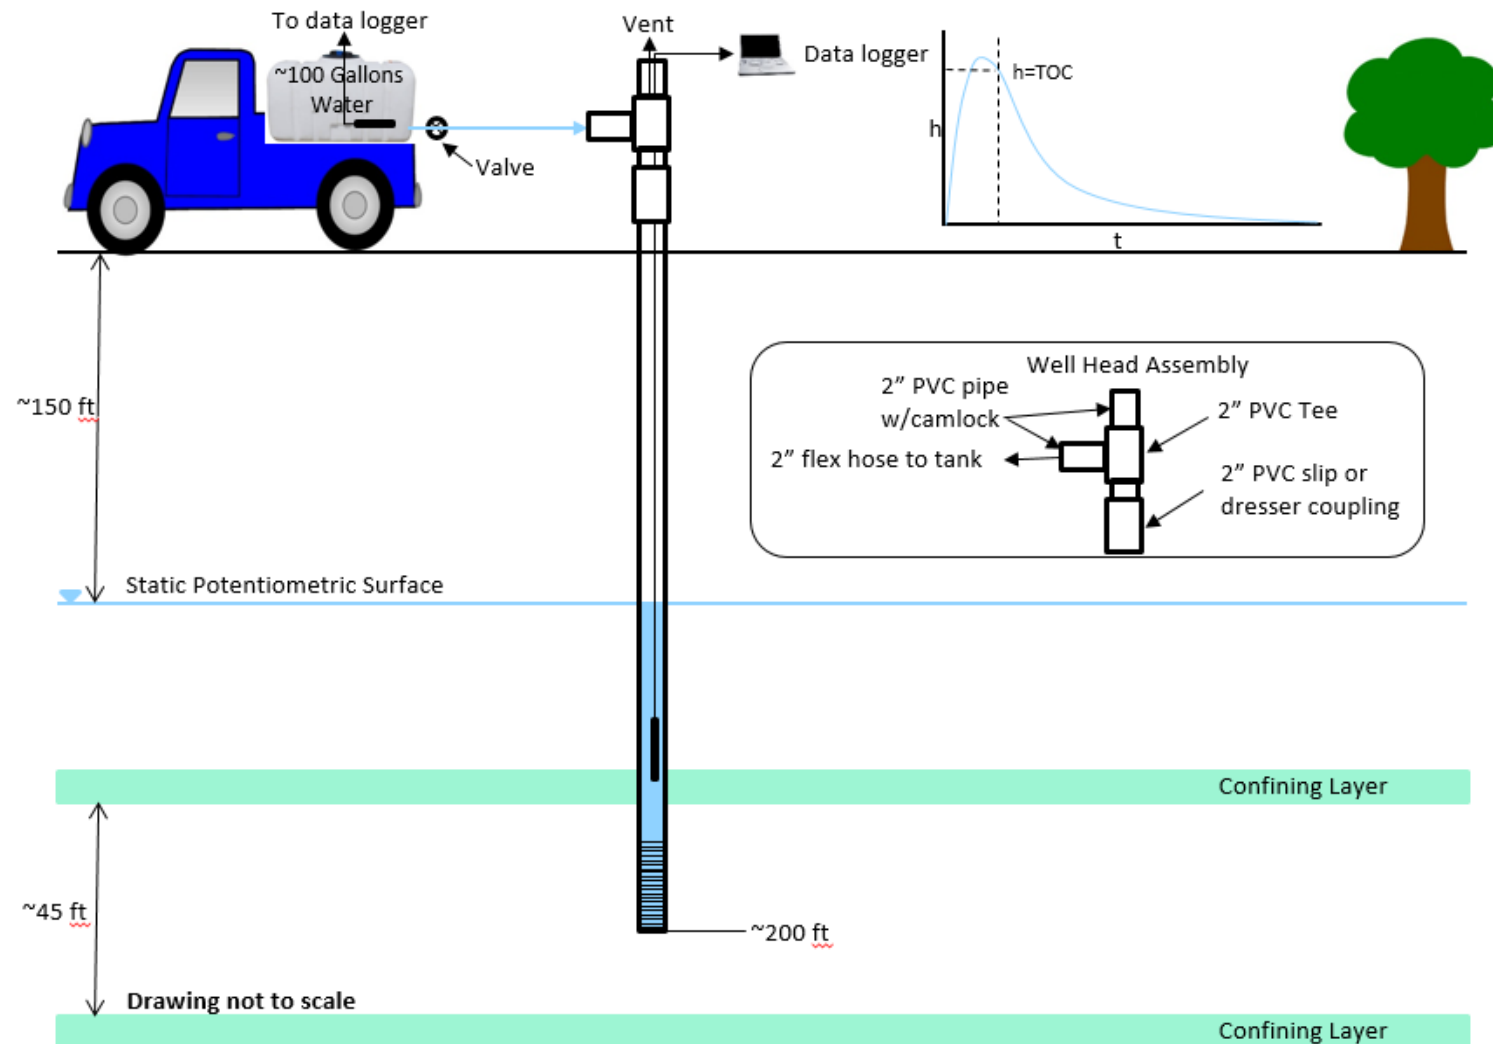 To data logger
~100 Gallons
Water
Valve
Vent
Data logger
h=TOC
h
t
~150 ft
Well Head Assembly
2” PVC pipe
w/camlock
2” flex hose to tank
2” PVC Tee
2” PVC slip or
dresser coupling
Static Potentiometric Surface
Confining Layer
~45 ft
~200 ft
Drawing not to scale
Confining Layer